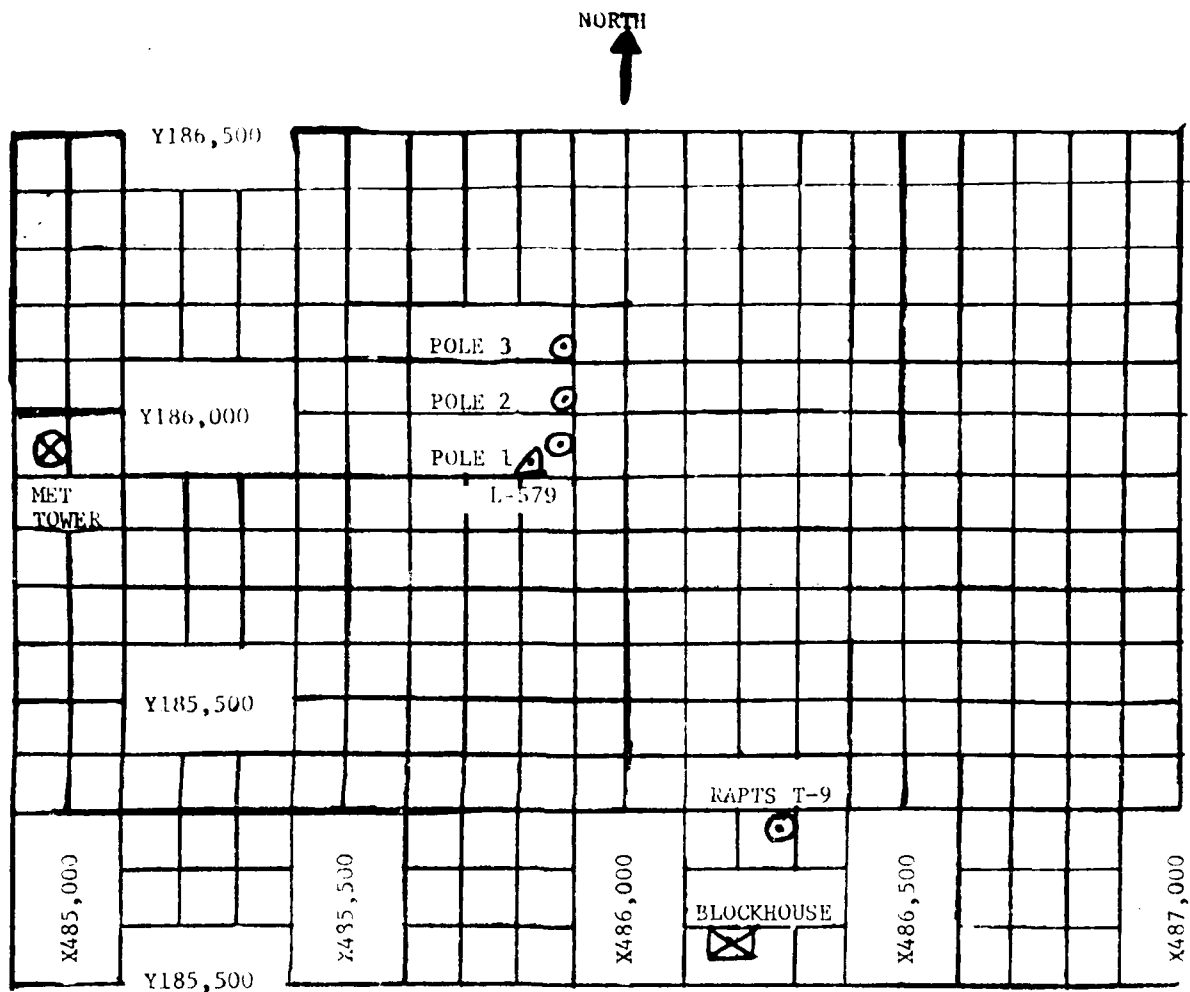 NORTH
Y186,500
POLE 3
POLE 2
Y186,000
POLE 1
L-579
MET
TOWER
Y185,500
RAPTS T-9
X485,000
X485,500
X486,000
X486,500
X487,000
BLOCKHOUSE
Y185,500